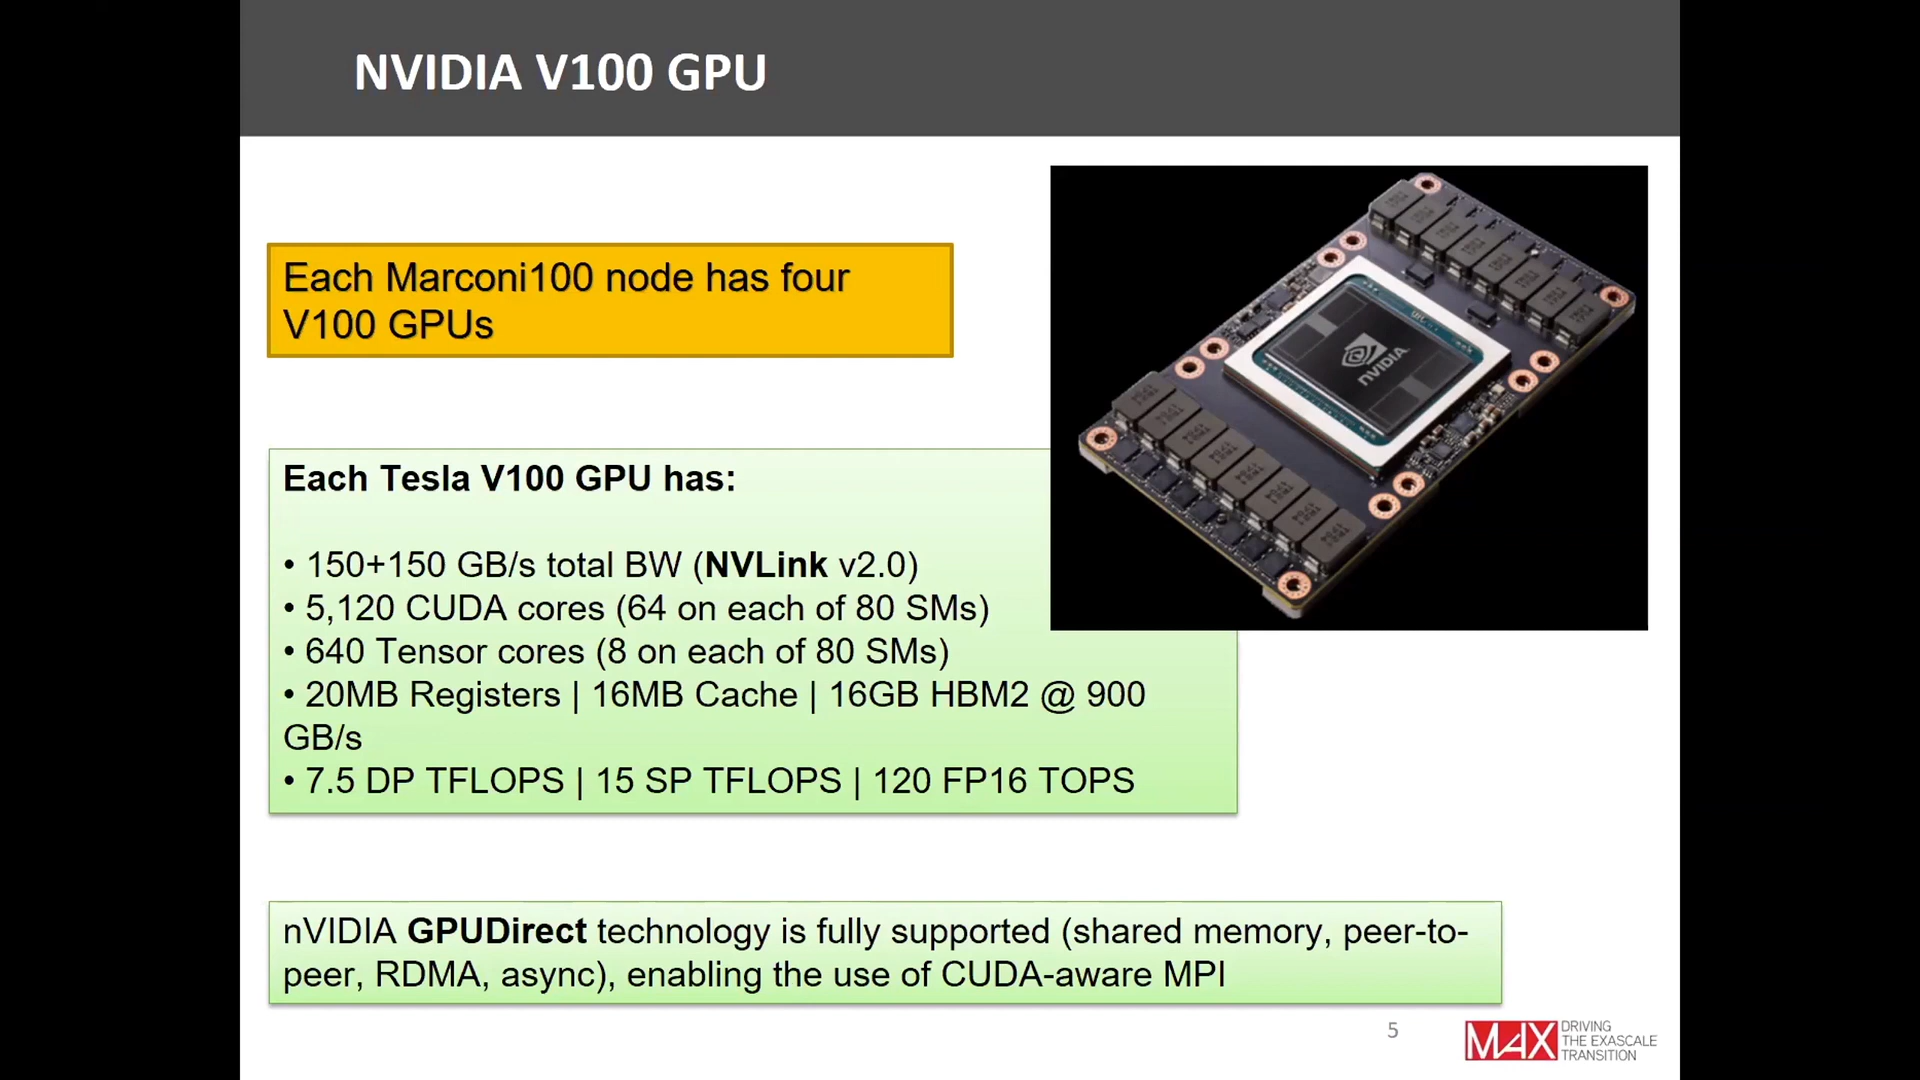 NVIDIA V100 GPU
Each Marconi100 node has four
V100 GPUs
NVIDIA
Each Tesla V100 GPU has:
• 150+150 GB/s total BW (NVLink v2.0)
• 5,120 CUDA cores (64 on each of 80 SMs)
• 640 Tensor cores (8 on each of 80 SMs)
• 20MB Registers | 16MB Cache | 16GB HBM2 @ 900
GB/s
• 7.5 DP TFLOPS | 15 SP TFLOPS | 120 FP16 TOPS
nVIDIA GPUDirect technology is fully supported (shared memory, peer-to-
peer, RDMA, async), enabling the use of CUDA-aware MPI
5
MAX
DRIVING
THE EXASCALE
TRANSITION